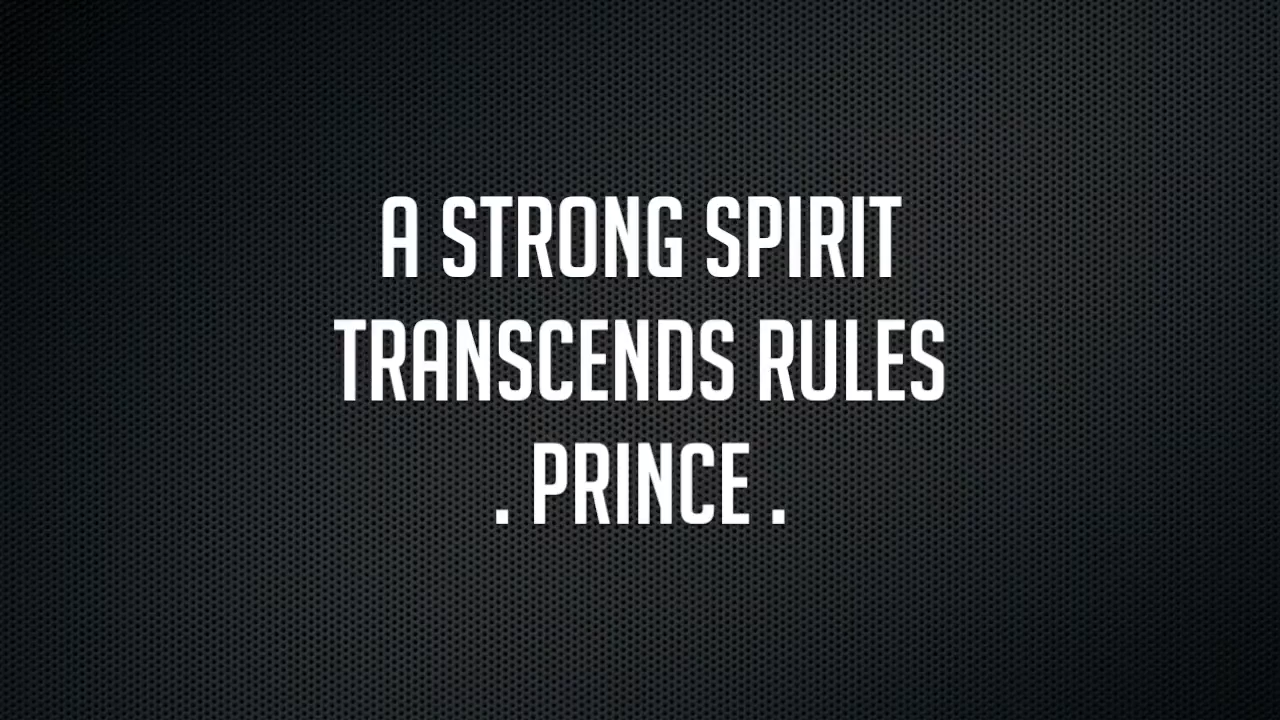 A STRONG SPIRIT
TRANSCENDS RULES
. PRINCE .